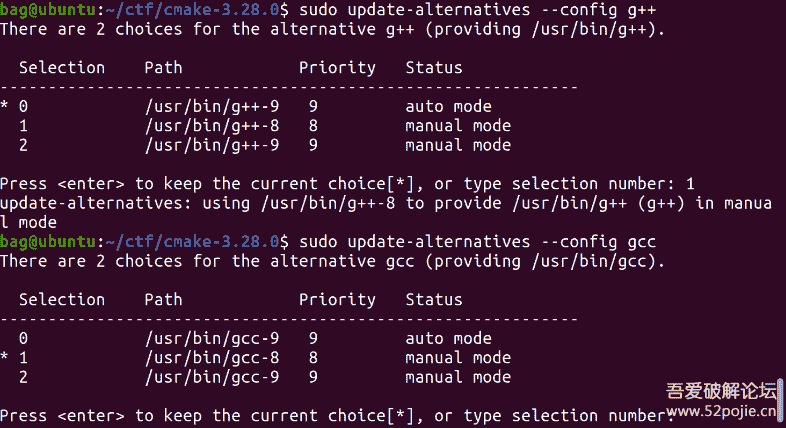 bag@ubuntu:~/ctf/cmake-3.28.0$ sudo update-alternatives --config g++
There are 2 choices for the alternative g++ (providing /usr/bin/g++).
  Selection    Path            Priority   Status
------------------------------------------------------------
* 0            /usr/bin/g++-9   9         auto mode
  1            /usr/bin/g++-8   8         manual mode
  2            /usr/bin/g++-9   9         manual mode
Press <enter> to keep the current choice[*], or type selection number: 1
update-alternatives: using /usr/bin/g++-8 to provide /usr/bin/g++ (g++) in manua
l mode
bag@ubuntu:~/ctf/cmake-3.28.0$ sudo update-alternatives --config gcc
There are 2 choices for the alternative gcc (providing /usr/bin/gcc).
  Selection    Path            Priority   Status
------------------------------------------------------------
  0            /usr/bin/gcc-9   9         auto mode
* 1            /usr/bin/gcc-8   8         manual mode
  2            /usr/bin/gcc-9   9         manual mode
Press <enter> to keep the current choice[*], or type selection number:
吾爱破解论坛
www.52pojie.cn